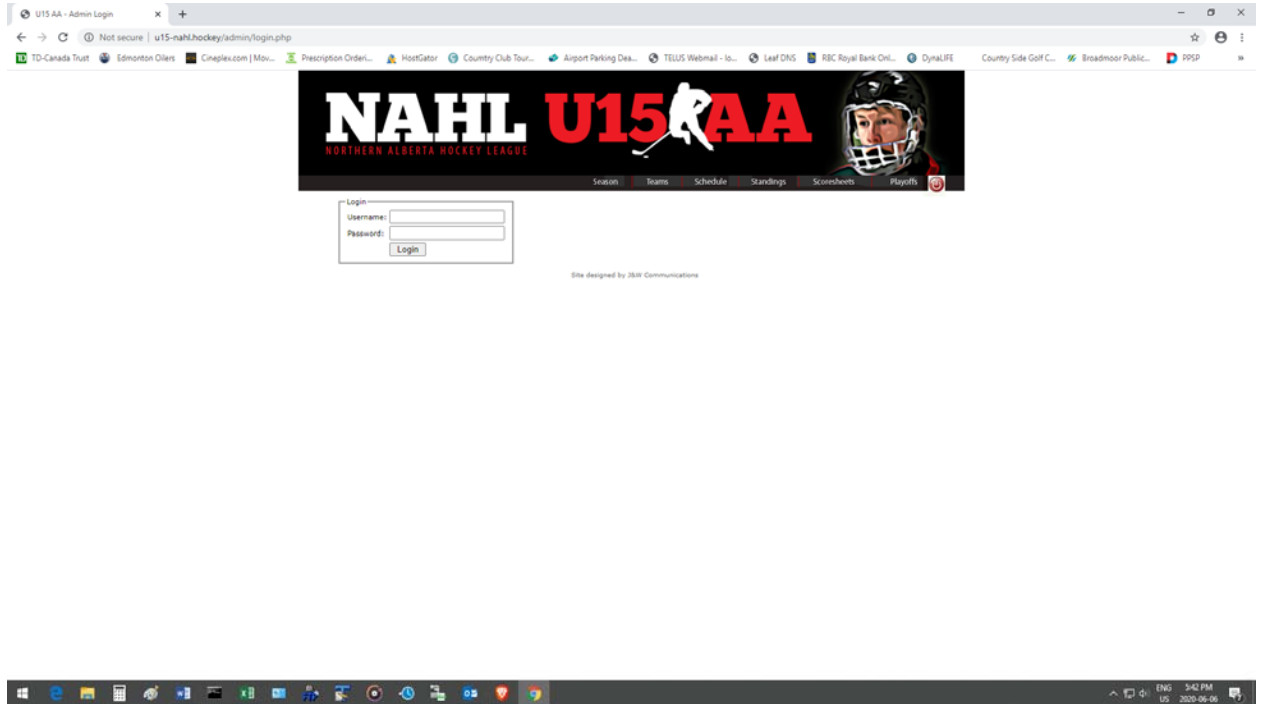 U15 AA - Admin Login
Not secure | u15-nahl.hockey/admin/login.php
TD-Canada Trust Edmonton Oilers Cineplex.com | Mov... Prescription Orderi... HostGator Country Club Tour... Airport Parking Dea... TELUS Webmail - lo... Leaf DNS RBC Royal Bank Onl... DynaLIFE Country Side Golf C... Broadmoor Public... PPSP
NAHL U15 AA
NORTHERN ALBERTA HOCKEY LEAGUE
Season Teams Schedule Standings Scoresheets Playoffs
Login
Username:
Password:
Login
Site designed by J&W Communications
ENG 5:42 PM
US 2020-06-06